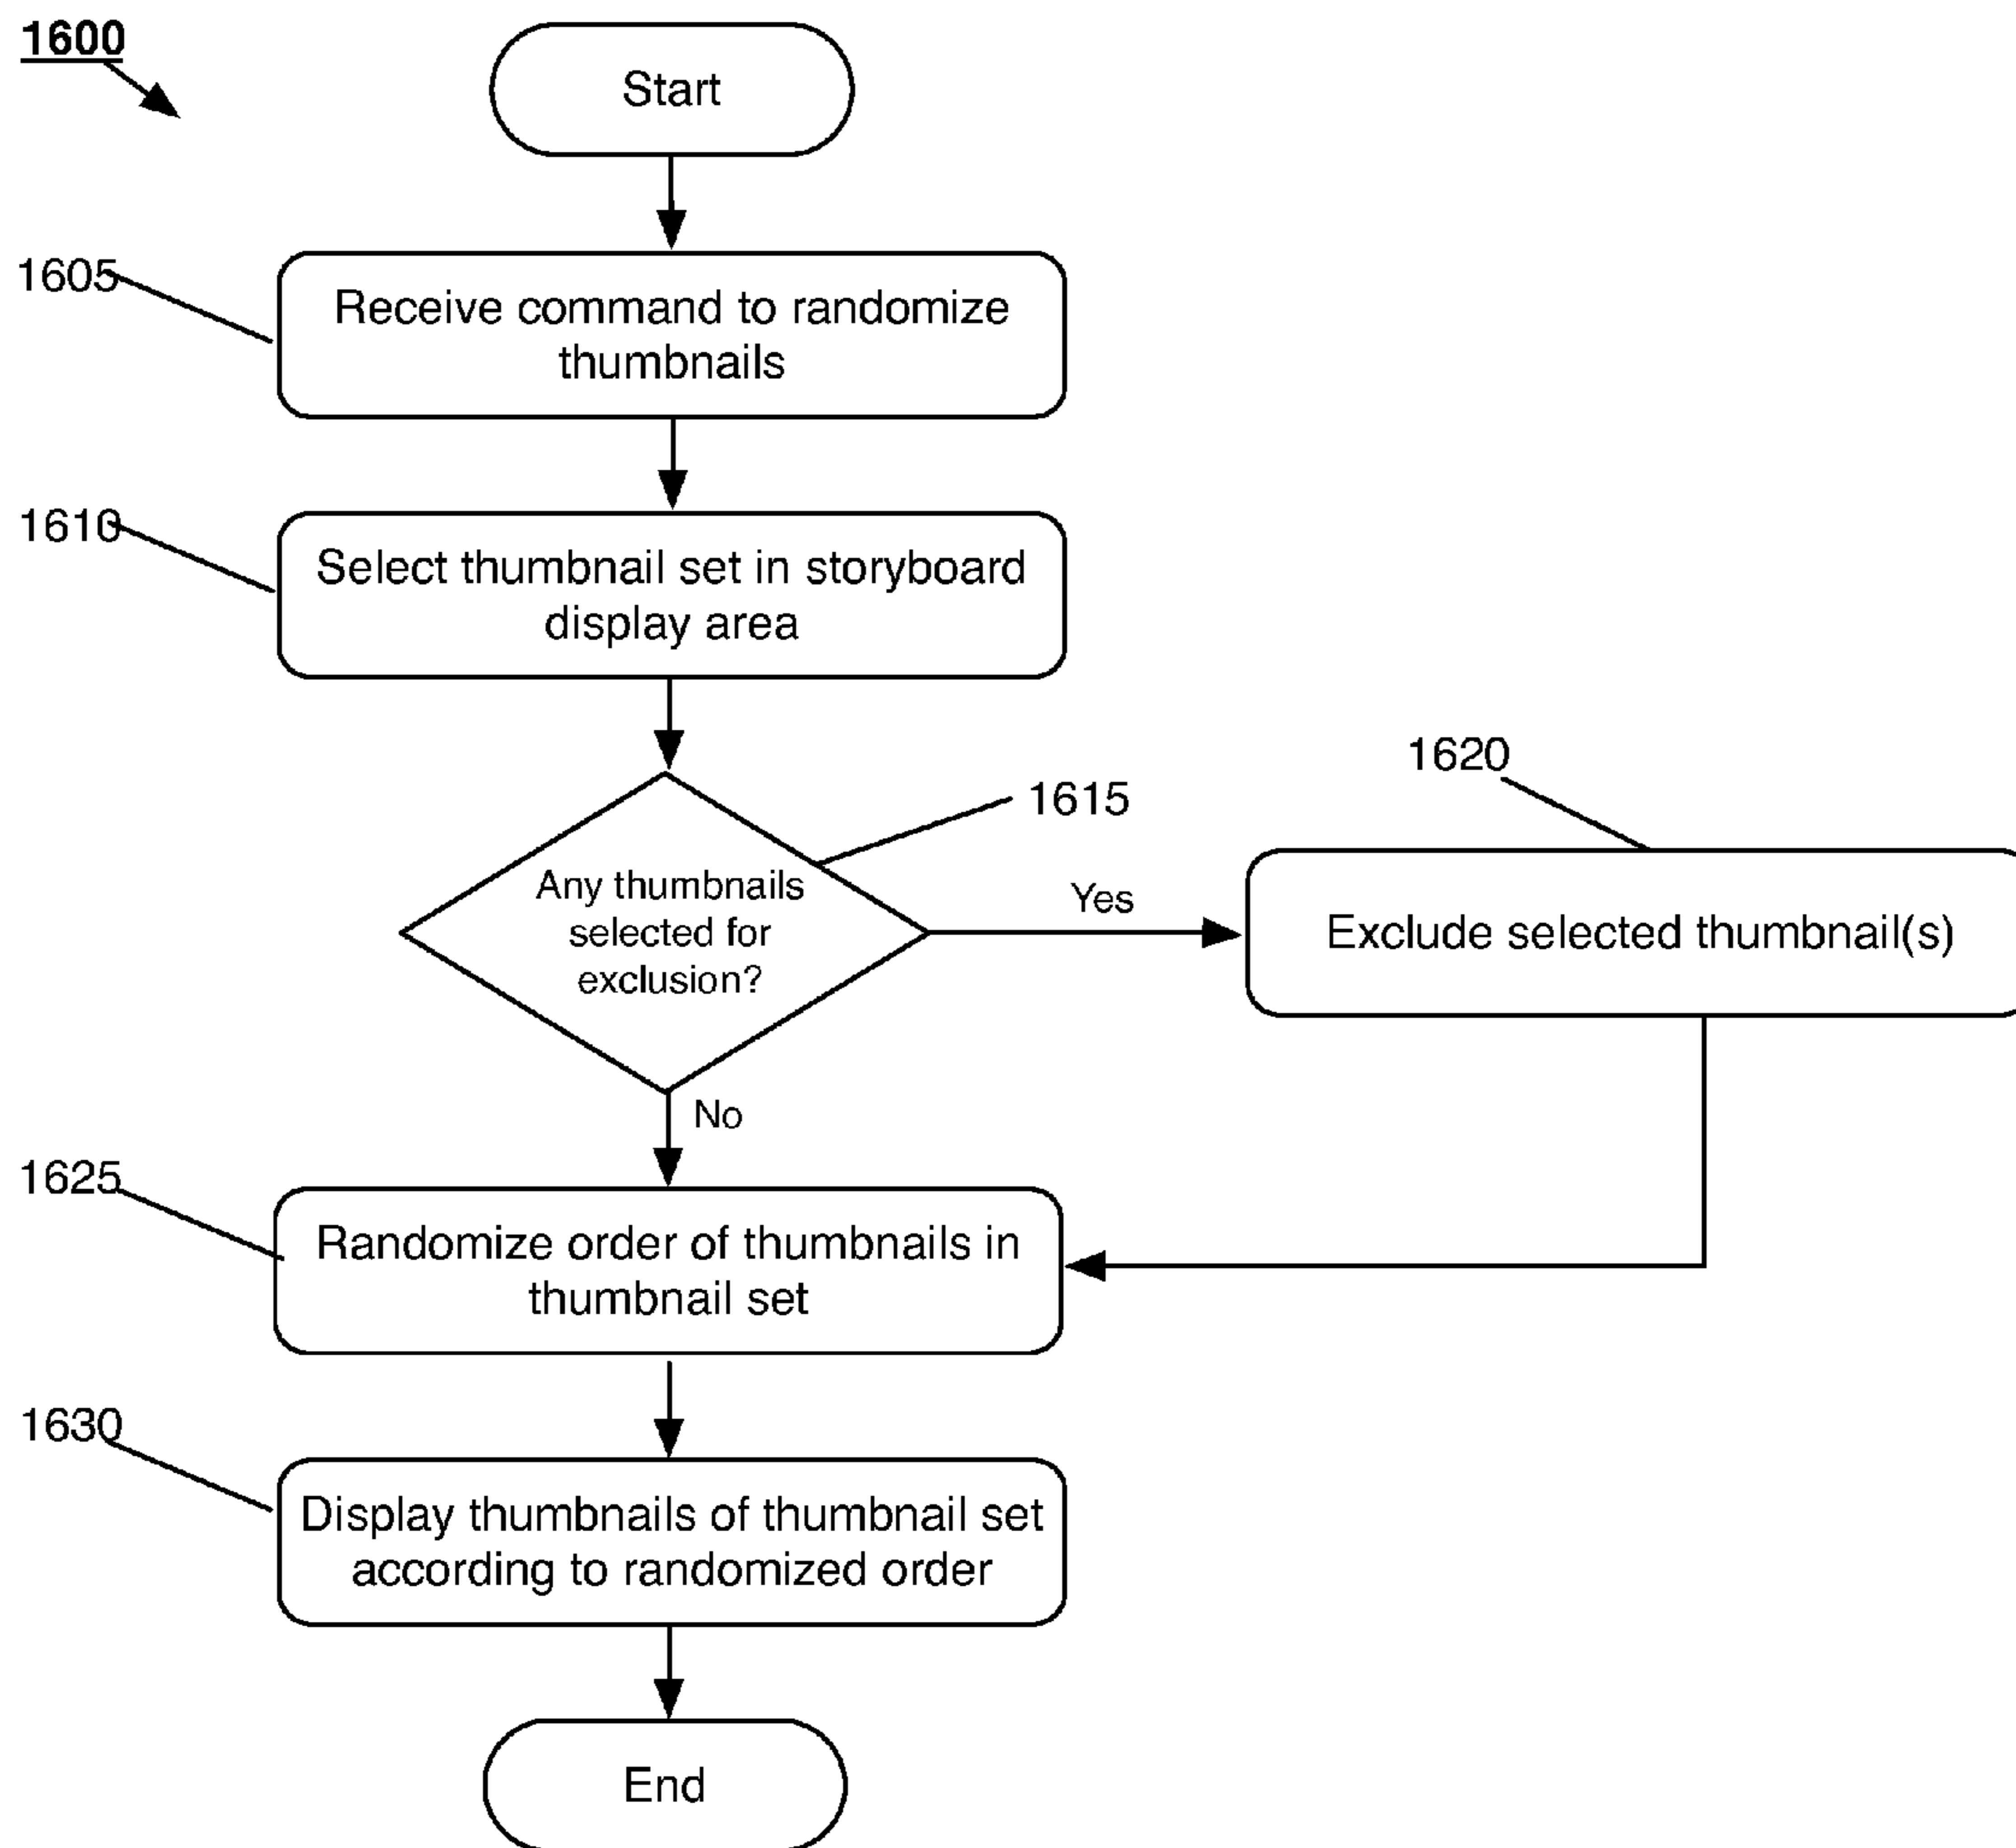 1600
Start
1605
Receive command to randomize
thumbnails
1610
Select thumbnail set in storyboard
display area
1615
1620
Any thumbnails
selected for
exclusion?
Yes
Exclude selected thumbnail(s)
No
1625
Randomize order of thumbnails in
thumbnail set
1630
Display thumbnails of thumbnail set
according to randomized order
End